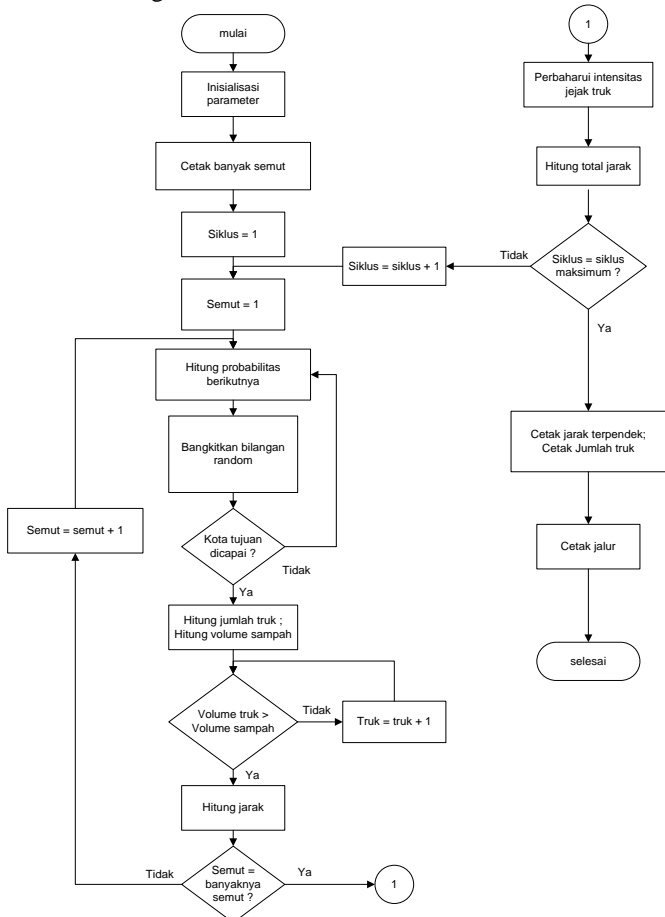 mulai
Inisialisasi
parameter
Cetak banyak semut
Siklus = 1
Semut = 1
Hitung probabilitas
berikutnya
Bangkitkan bilangan
random
Semut = semut + 1
Kota tujuan
dicapai ?
Tidak
Ya
Hitung jumlah truk ;
Hitung volume sampah
Volume truk >
Volume sampah
Tidak
Truk = truk + 1
Ya
Hitung jarak
Semut =
banyaknya
semut ?
Tidak
Ya
1
1
Perbaharui intensitas
jejak truk
Hitung total jarak
Siklus = siklus
maksimum ?
Tidak
Siklus = siklus + 1
Ya
Cetak jarak terpendek;
Cetak Jumlah truk
Cetak jalur
selesai